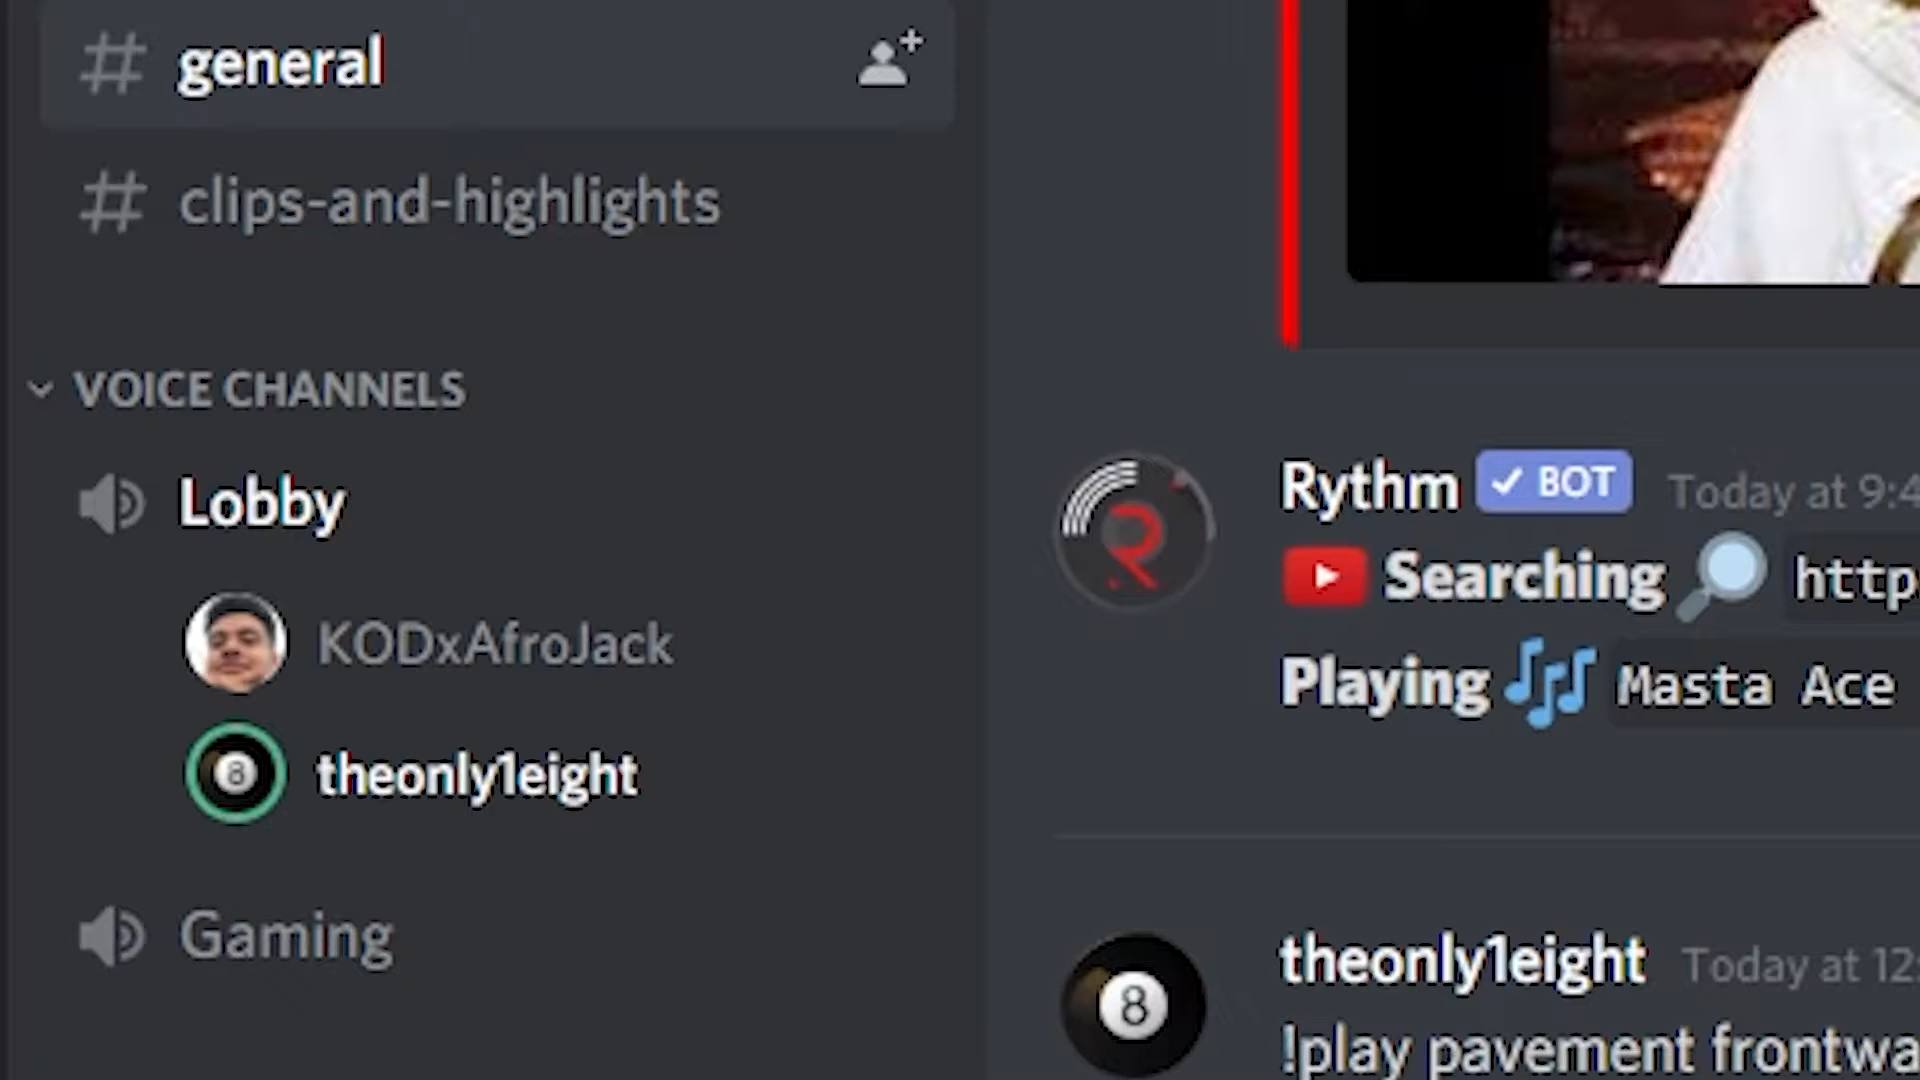 general
clips-and-highlights
VOICE CHANNELS
Lobby
KODxAfroJack
theonly1eight
Gaming
Rythm BOT Today at 9:4
Searching http
Playing Masta Ace
theonly1eight Today at 12:
!play pavement frontwa